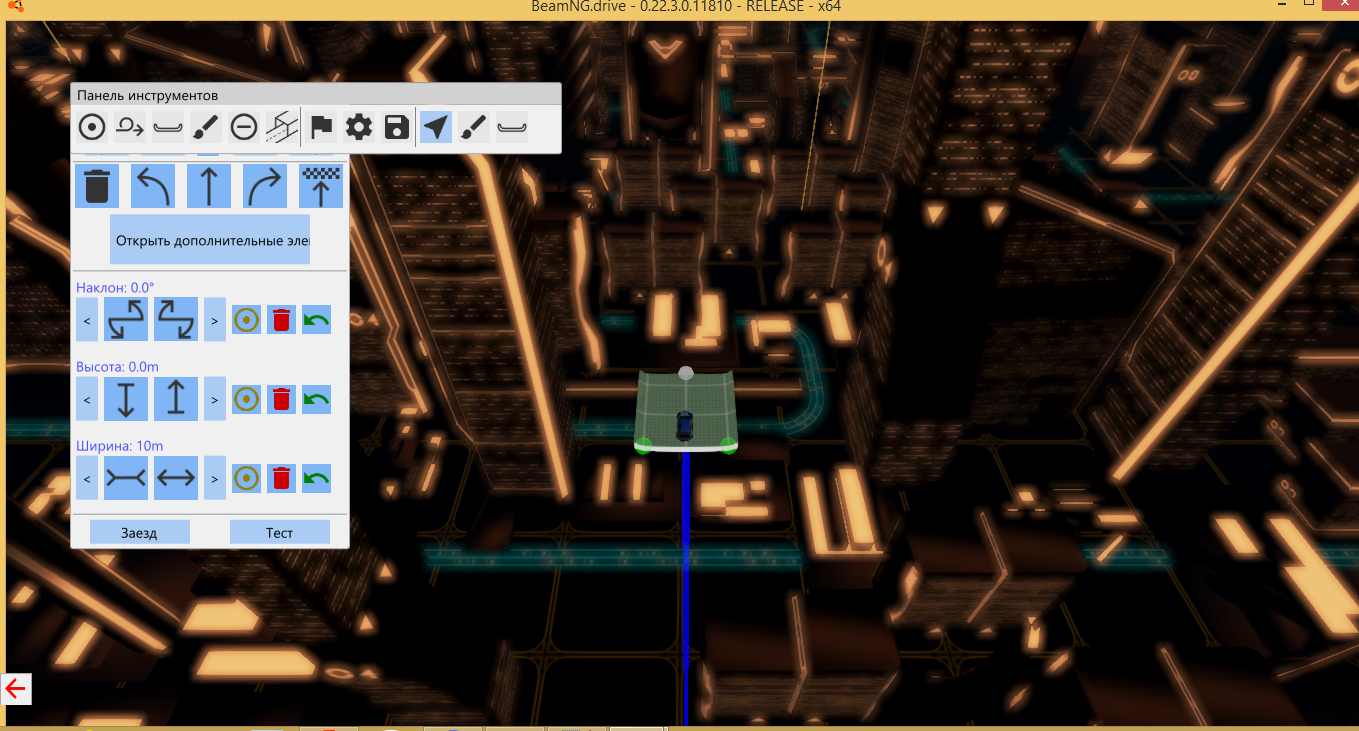 BeamNG.drive - 0.22.3.0.11810 - RELEASE - x64
Панель инструментов
Открыть дополнительные эле
Наклон: 0.0°
< >
Высота: 0.0m
< >
Ширина: 10m
< >
Заезд Тест